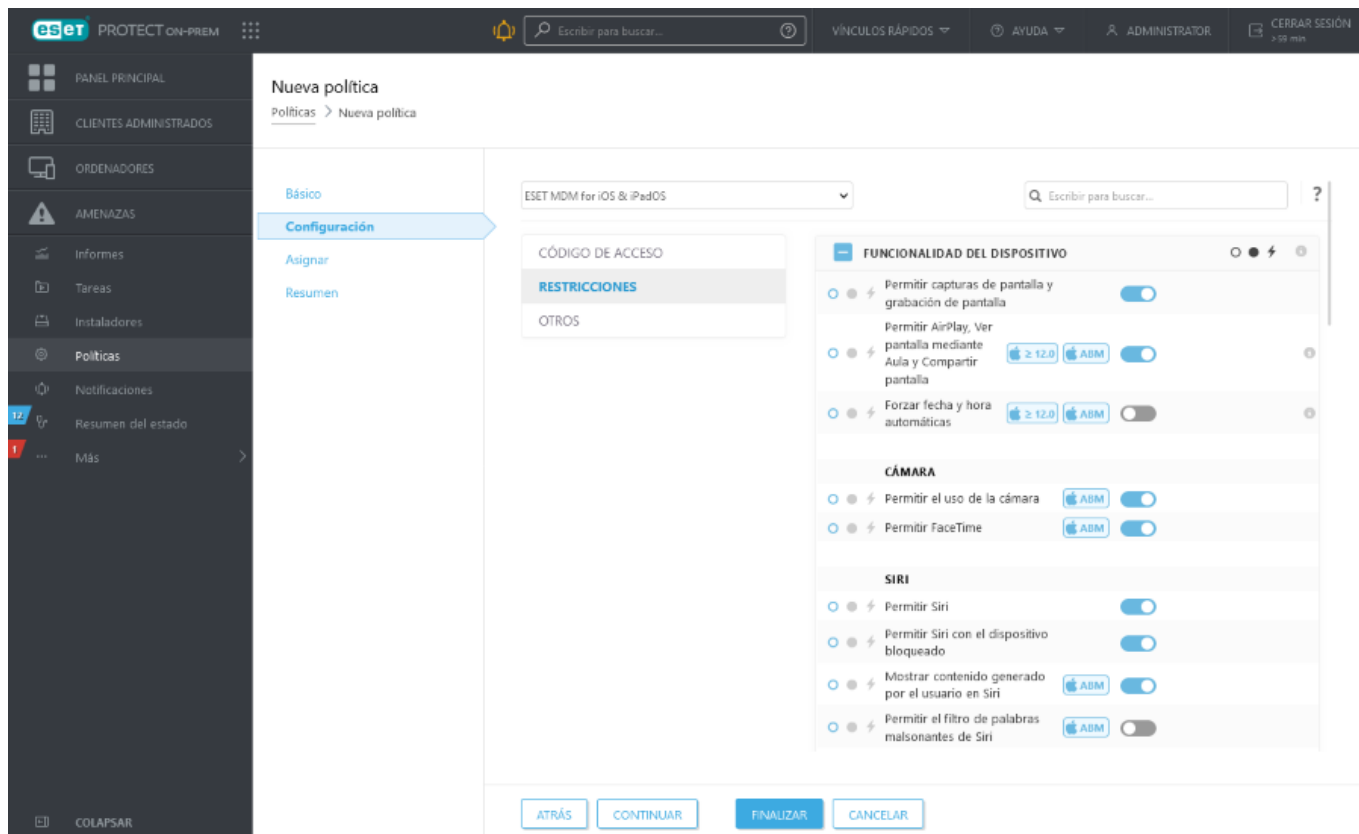 eset PROTECT ON-PREM
Escribir para buscar...
VÍNCULOS RÁPIDOS
AYUDA
ADMINISTRATOR
CERRAR SESIÓN
> 59 min
PANEL PRINCIPAL
CLIENTES ADMINISTRADOS
ORDENADORES
AMENAZAS
Informes
Tareas
Instaladores
Políticas
Notificaciones
12
Resumen del estado
1
Más
COLAPSAR
Nueva política
Políticas > Nueva política
Básico
Configuración
Asignar
Resumen
ESET MDM for iOS & iPadOS
Escribir para buscar...
?
CÓDIGO DE ACCESO
RESTRICCIONES
OTROS
FUNCIONALIDAD DEL DISPOSITIVO
Permitir capturas de pantalla y
grabación de pantalla
Permitir AirPlay, Ver
pantalla mediante
Aula y Compartir
pantalla
≥ 12.0 ABM
Forzar fecha y hora
automáticas
≥ 12.0 ABM
CÁMARA
Permitir el uso de la cámara ABM
Permitir FaceTime ABM
SIRI
Permitir Siri
Permitir Siri con el dispositivo
bloqueado
Mostrar contenido generado
por el usuario en Siri
ABM
Permitir el filtro de palabras
malsonantes de Siri
ABM
ATRÁS
CONTINUAR
FINALIZAR
CANCELAR